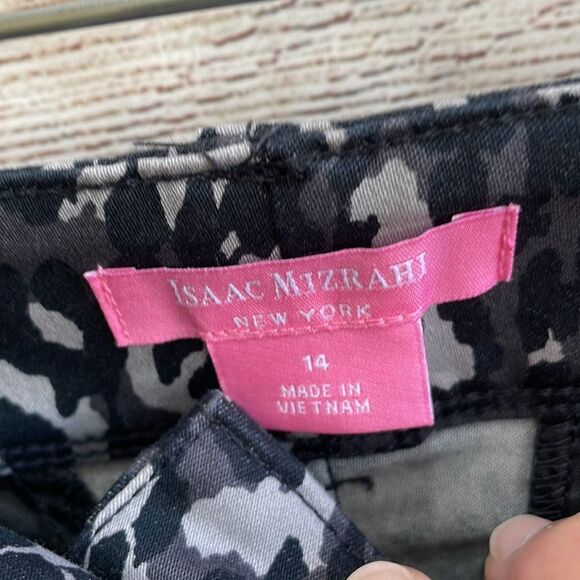 ISAAC MIZRAHI
NEW YORK
14
MADE IN
VIETNAM